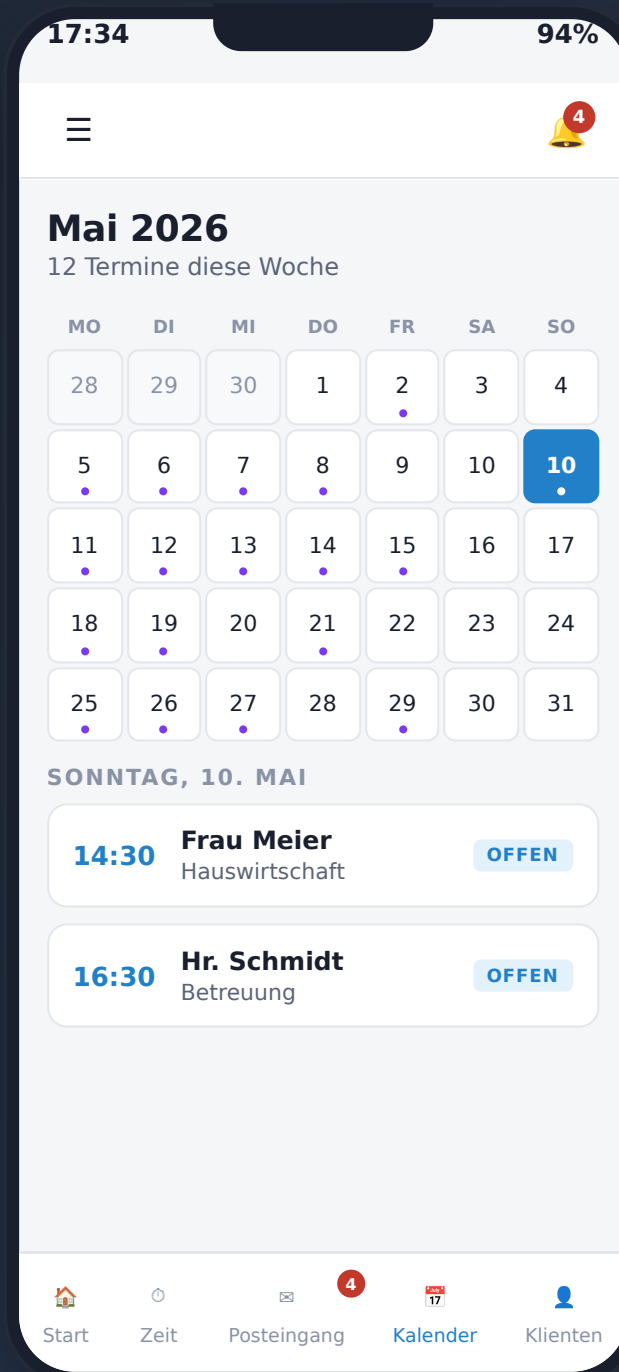 17:34 94%
☰ 4
Mai 2026
12 Termine diese Woche
MO DI MI DO FR SA SO
28 29 30 1 2 3 4
5 6 7 8 9 10 10
11 12 13 14 15 16 17
18 19 20 21 22 23 24
25 26 27 28 29 30 31
SONNTAG, 10. MAI
14:30 Frau Meier OFFEN
Hauswirtschaft
16:30 Hr. Schmidt OFFEN
Betreuung
4
Start Zeit Posteingang Kalender Klienten